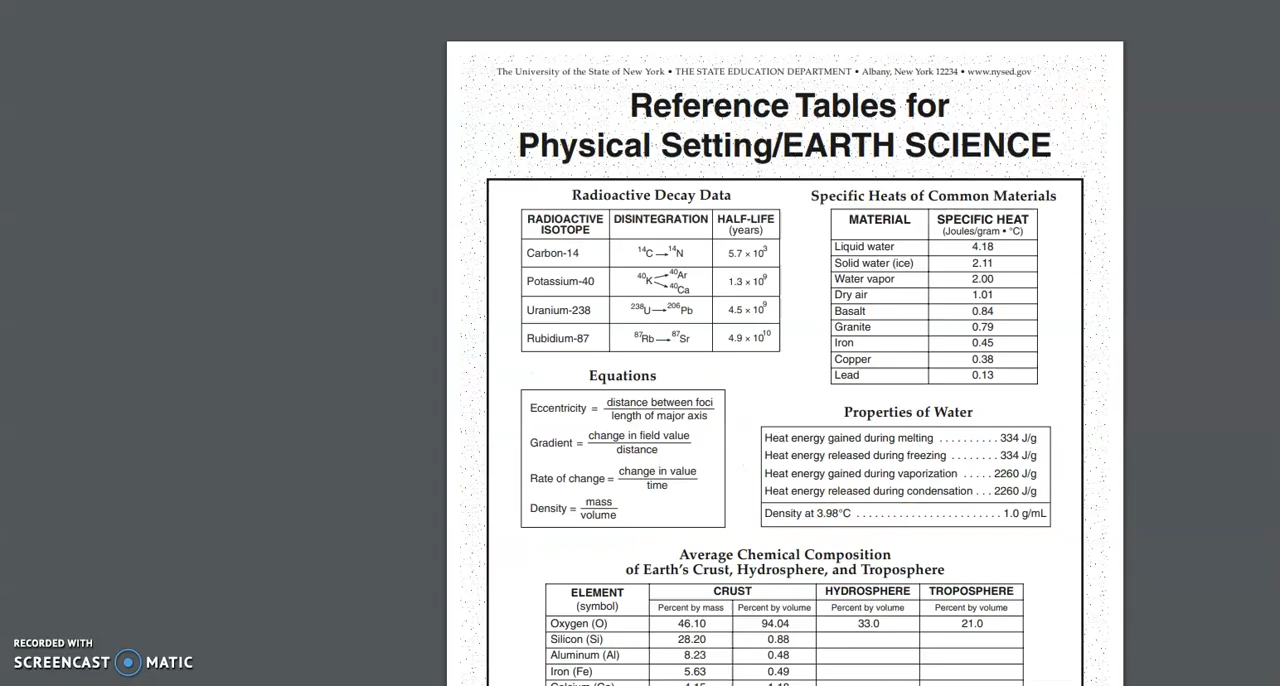 The University of the State of New York • THE STATE EDUCATION DEPARTMENT • Albany, New York 12234 • www.nysed.gov
Reference Tables for
Physical Setting/EARTH SCIENCE
Radioactive Decay Data
RADIOACTIVE ISOTOPE DISINTEGRATION HALF-LIFE (years)
Carbon-14 ¹⁴C → ¹⁴N 5.7 × 10³
Potassium-40 ⁴⁰K → ⁴⁰Ar ⁴⁰Ca 1.3 × 10⁹
Uranium-238 ²³⁸U → ²⁰⁶Pb 4.5 × 10⁹
Rubidium-87 ⁸⁷Rb → ⁸⁷Sr 4.9 × 10¹⁰
Specific Heats of Common Materials
MATERIAL SPECIFIC HEAT (Joules/gram • °C)
Liquid water 4.18
Solid water (ice) 2.11
Water vapor 2.00
Dry air 1.01
Basalt 0.84
Granite 0.79
Iron 0.45
Copper 0.38
Lead 0.13
Equations
Eccentricity = distance between foci
length of major axis
Gradient = change in field value
distance
Rate of change = change in value
time
Density = mass
volume
Properties of Water
Heat energy gained during melting . . . . . . . . . . 334 J/g
Heat energy released during freezing . . . . . . . . 334 J/g
Heat energy gained during vaporization . . . . . 2260 J/g
Heat energy released during condensation . . . 2260 J/g
Density at 3.98°C . . . . . . . . . . . . . . . . . . . . . . . . 1.0 g/mL
Average Chemical Composition
of Earth's Crust, Hydrosphere, and Troposphere
ELEMENT (symbol) CRUST HYDROSPHERE TROPOSPHERE
Percent by mass Percent by volume Percent by volume Percent by volume
Oxygen (O) 46.10 94.04 33.0 21.0
Silicon (Si) 28.20 0.88
Aluminum (Al) 8.23 0.48
Iron (Fe) 5.63 0.49
RECORDED WITH
SCREENCAST MATIC